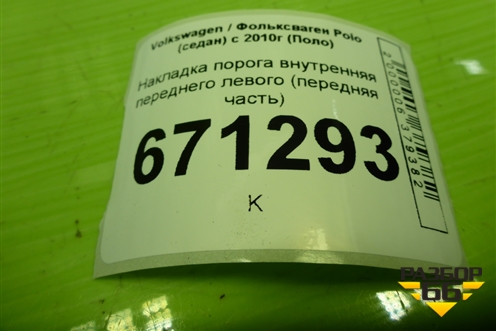 Volkswagen / Фольксваген Polo
(седан) с 2010г (Поло)
Накладка порога внутренняя
переднего левого (передняя
часть)
671293
К
2000006379382
РАЗБОР
66